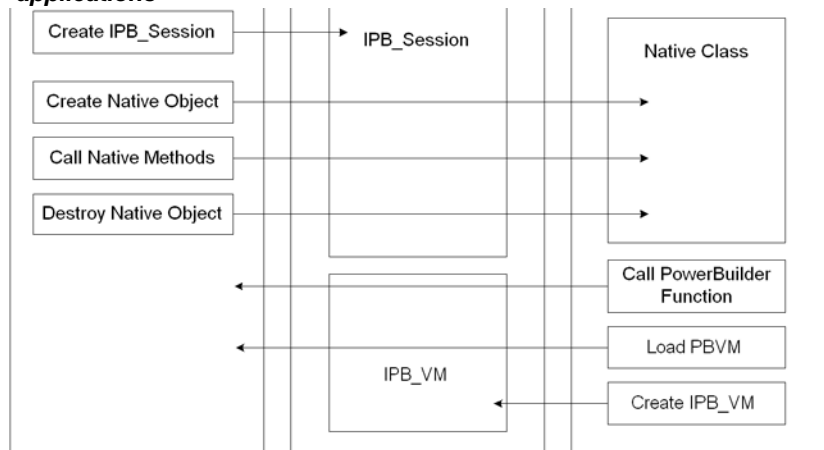 applications
Create IPB_Session
IPB_Session
Native Class
Create Native Object
Call Native Methods
Destroy Native Object
Call PowerBuilder
Function
Load PBVM
IPB_VM
Create IPB_VM